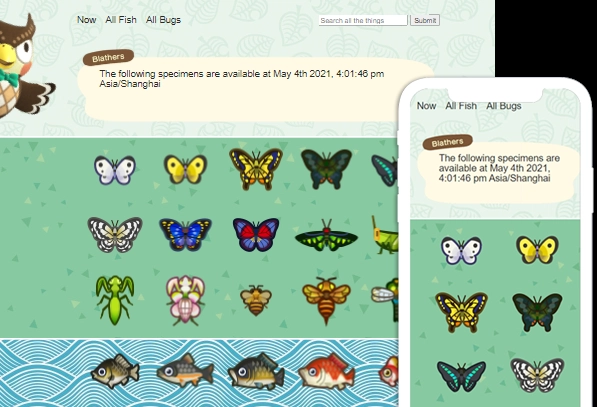 Now All Fish All Bugs
Search all the things Submit
Blathers
The following specimens are available at May 4th 2021, 4:01:46 pm
Asia/Shanghai
Now All Fish All Bugs
Blathers
The following specimens are
available at May 4th 2021,
4:01:46 pm Asia/Shanghai